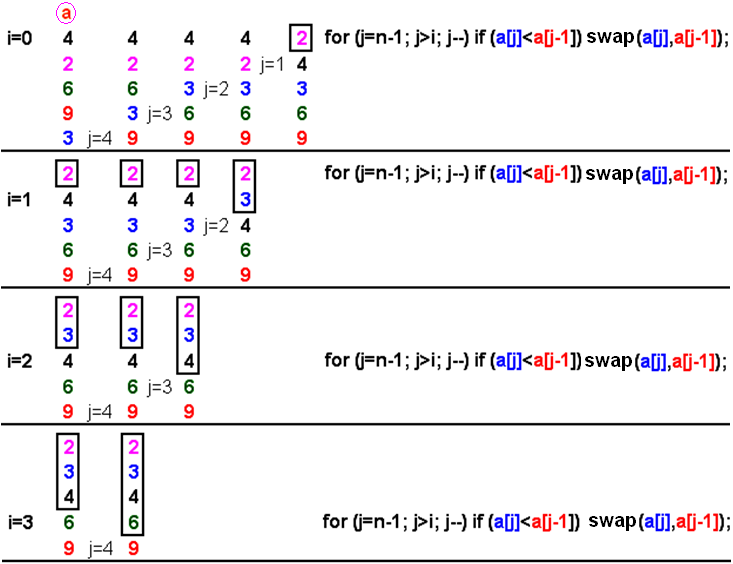 a
i=0 4 4 4 4 2 for (j=n-1; j>i; j--) if (a[j]<a[j-1]) swap(a[j],a[j-1]);
2 2 2 2 j=1 4
6 6 3 j=2 3 3
9 3 j=3 6 6 6
3 j=4 9 9 9 9
2 2 2 2 for (j=n-1; j>i; j--) if (a[j]<a[j-1]) swap(a[j],a[j-1]);
i=1 4 4 4 3
3 3 3 j=2 4
6 6 j=3 6 6
9 j=4 9 9 9
2 2 2
3 3 3
i=2 4 4 4 for (j=n-1; j>i; j--) if (a[j]<a[j-1]) swap(a[j],a[j-1]);
6 6 j=3 6
9 j=4 9 9
2 2
3 3
4 4
i=3 6 6 for (j=n-1; j>i; j--) if (a[j]<a[j-1]) swap(a[j],a[j-1]);
9 j=4 9